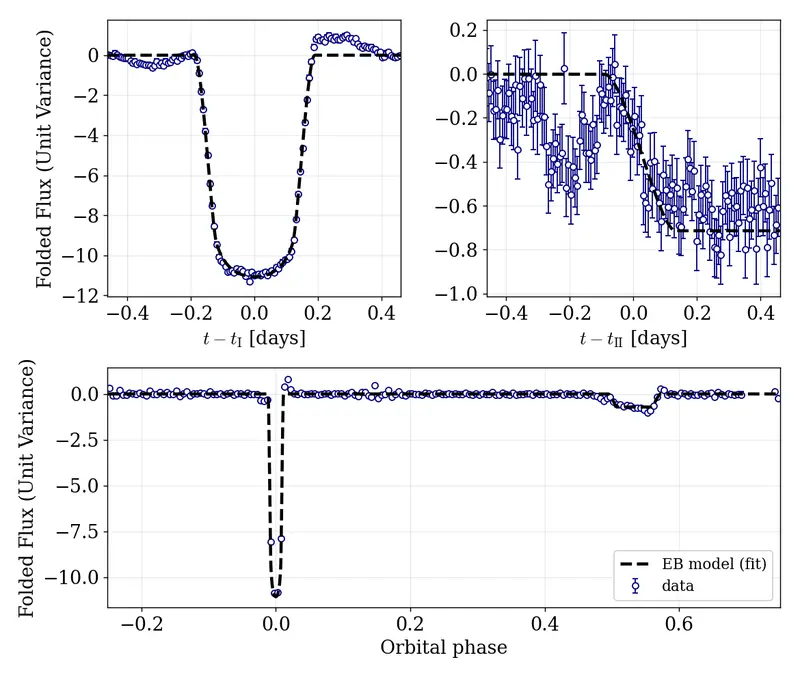 Folded Flux (Unit Variance)
0
−2
−4
−6
−8
−10
−12
−0.4 −0.2 0.0 0.2 0.4
t − tI [days]
0.2
0.0
−0.2
−0.4
−0.6
−0.8
−1.0
−0.4 −0.2 0.0 0.2 0.4
t − tII [days]
Folded Flux (Unit Variance)
0.0
−2.5
−5.0
−7.5
−10.0
EB model (fit)
data
−0.2 0.0 0.2 0.4 0.6
Orbital phase